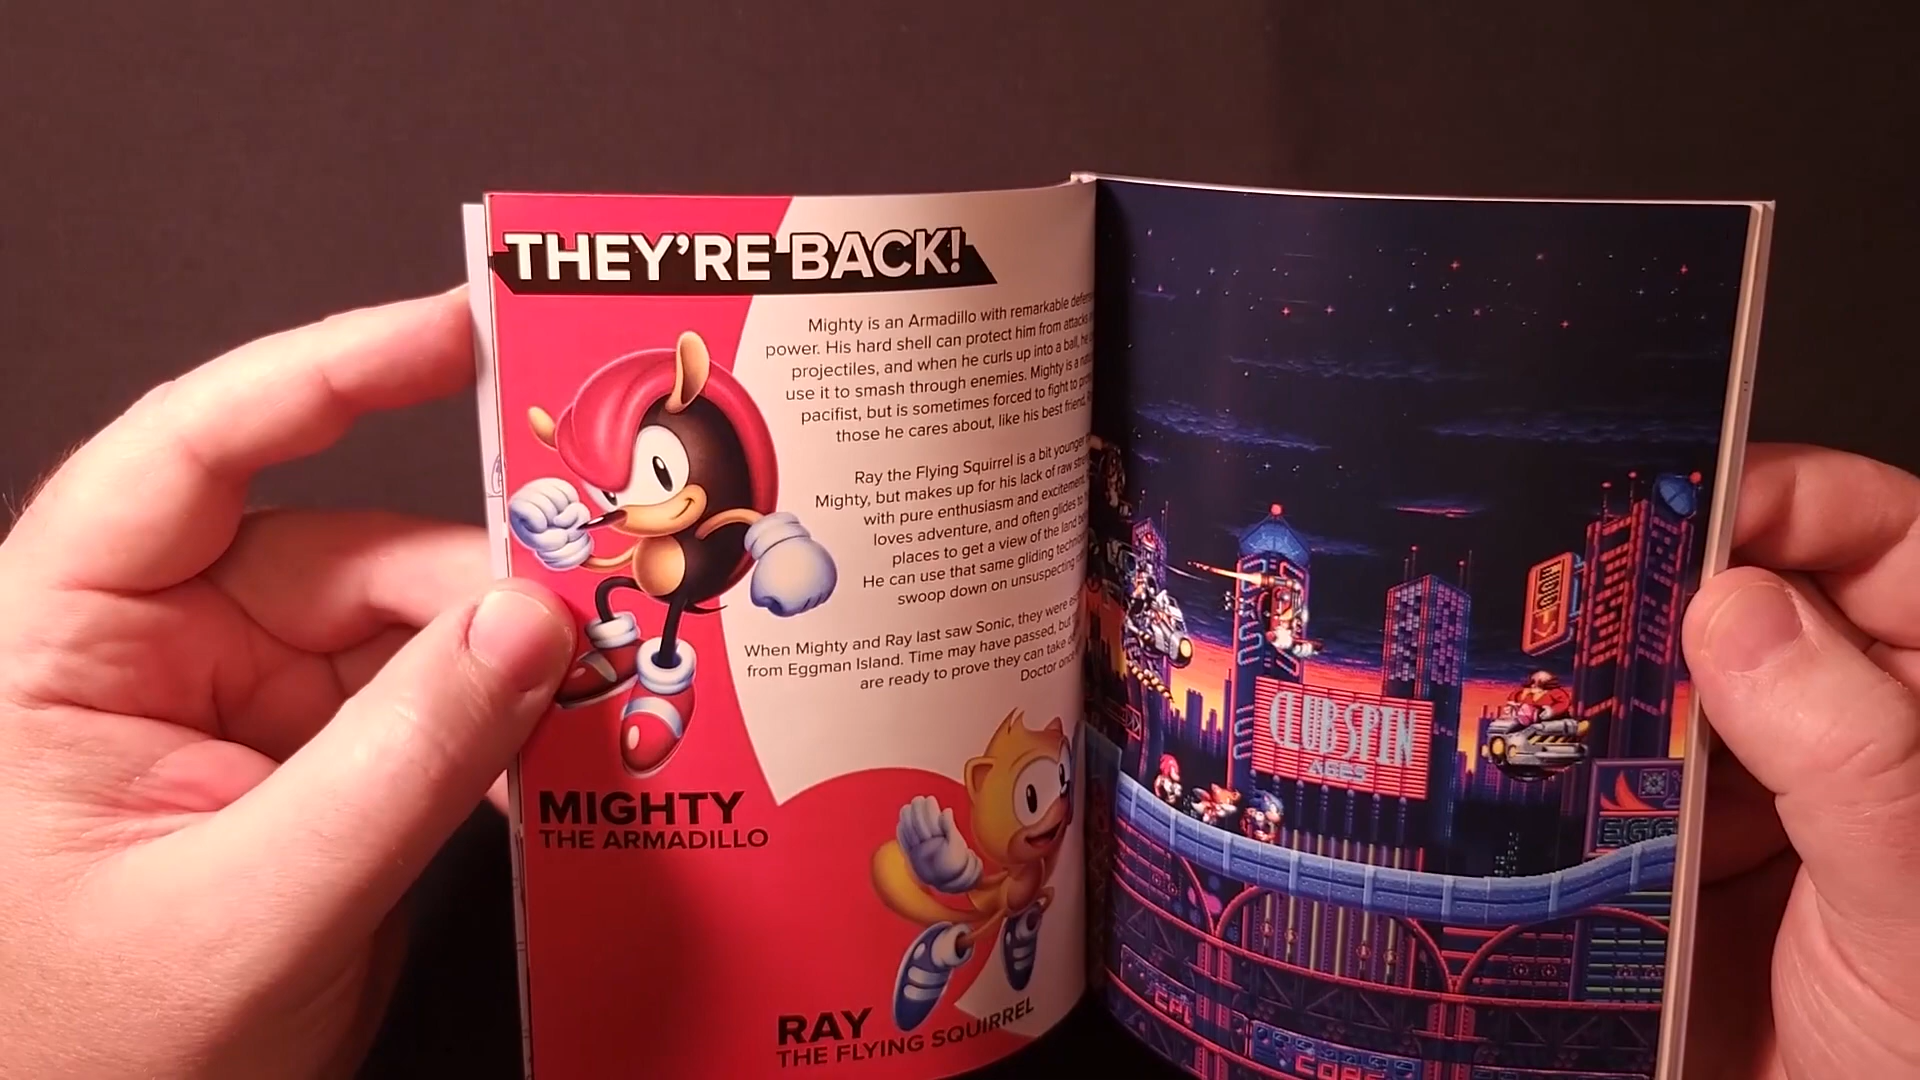 THEY'RE BACK!
Mighty is an Armadillo with remarkable
power. His hard shell can protect him from attacks
projectiles, and when he curls up into a ball, he
use it to smash through enemies. Mighty is a
pacifist, but is sometimes forced to fight to
those he cares about, like his best friend,
Ray the Flying Squirrel is a bit younger
Mighty, but makes up for his lack of raw
with pure enthusiasm and excitement.
loves adventure, and often glides to
places to get a view of the land
He can use that same gliding
swoop down on unsuspecting
When Mighty and Ray last saw Sonic, they were
from Eggman Island. Time may have passed, but
are ready to prove they can take
Doctor
MIGHTY
THE ARMADILLO
RAY
THE FLYING SQUIRREL
EGGTV
CLUB SPIN
AGES
EGG